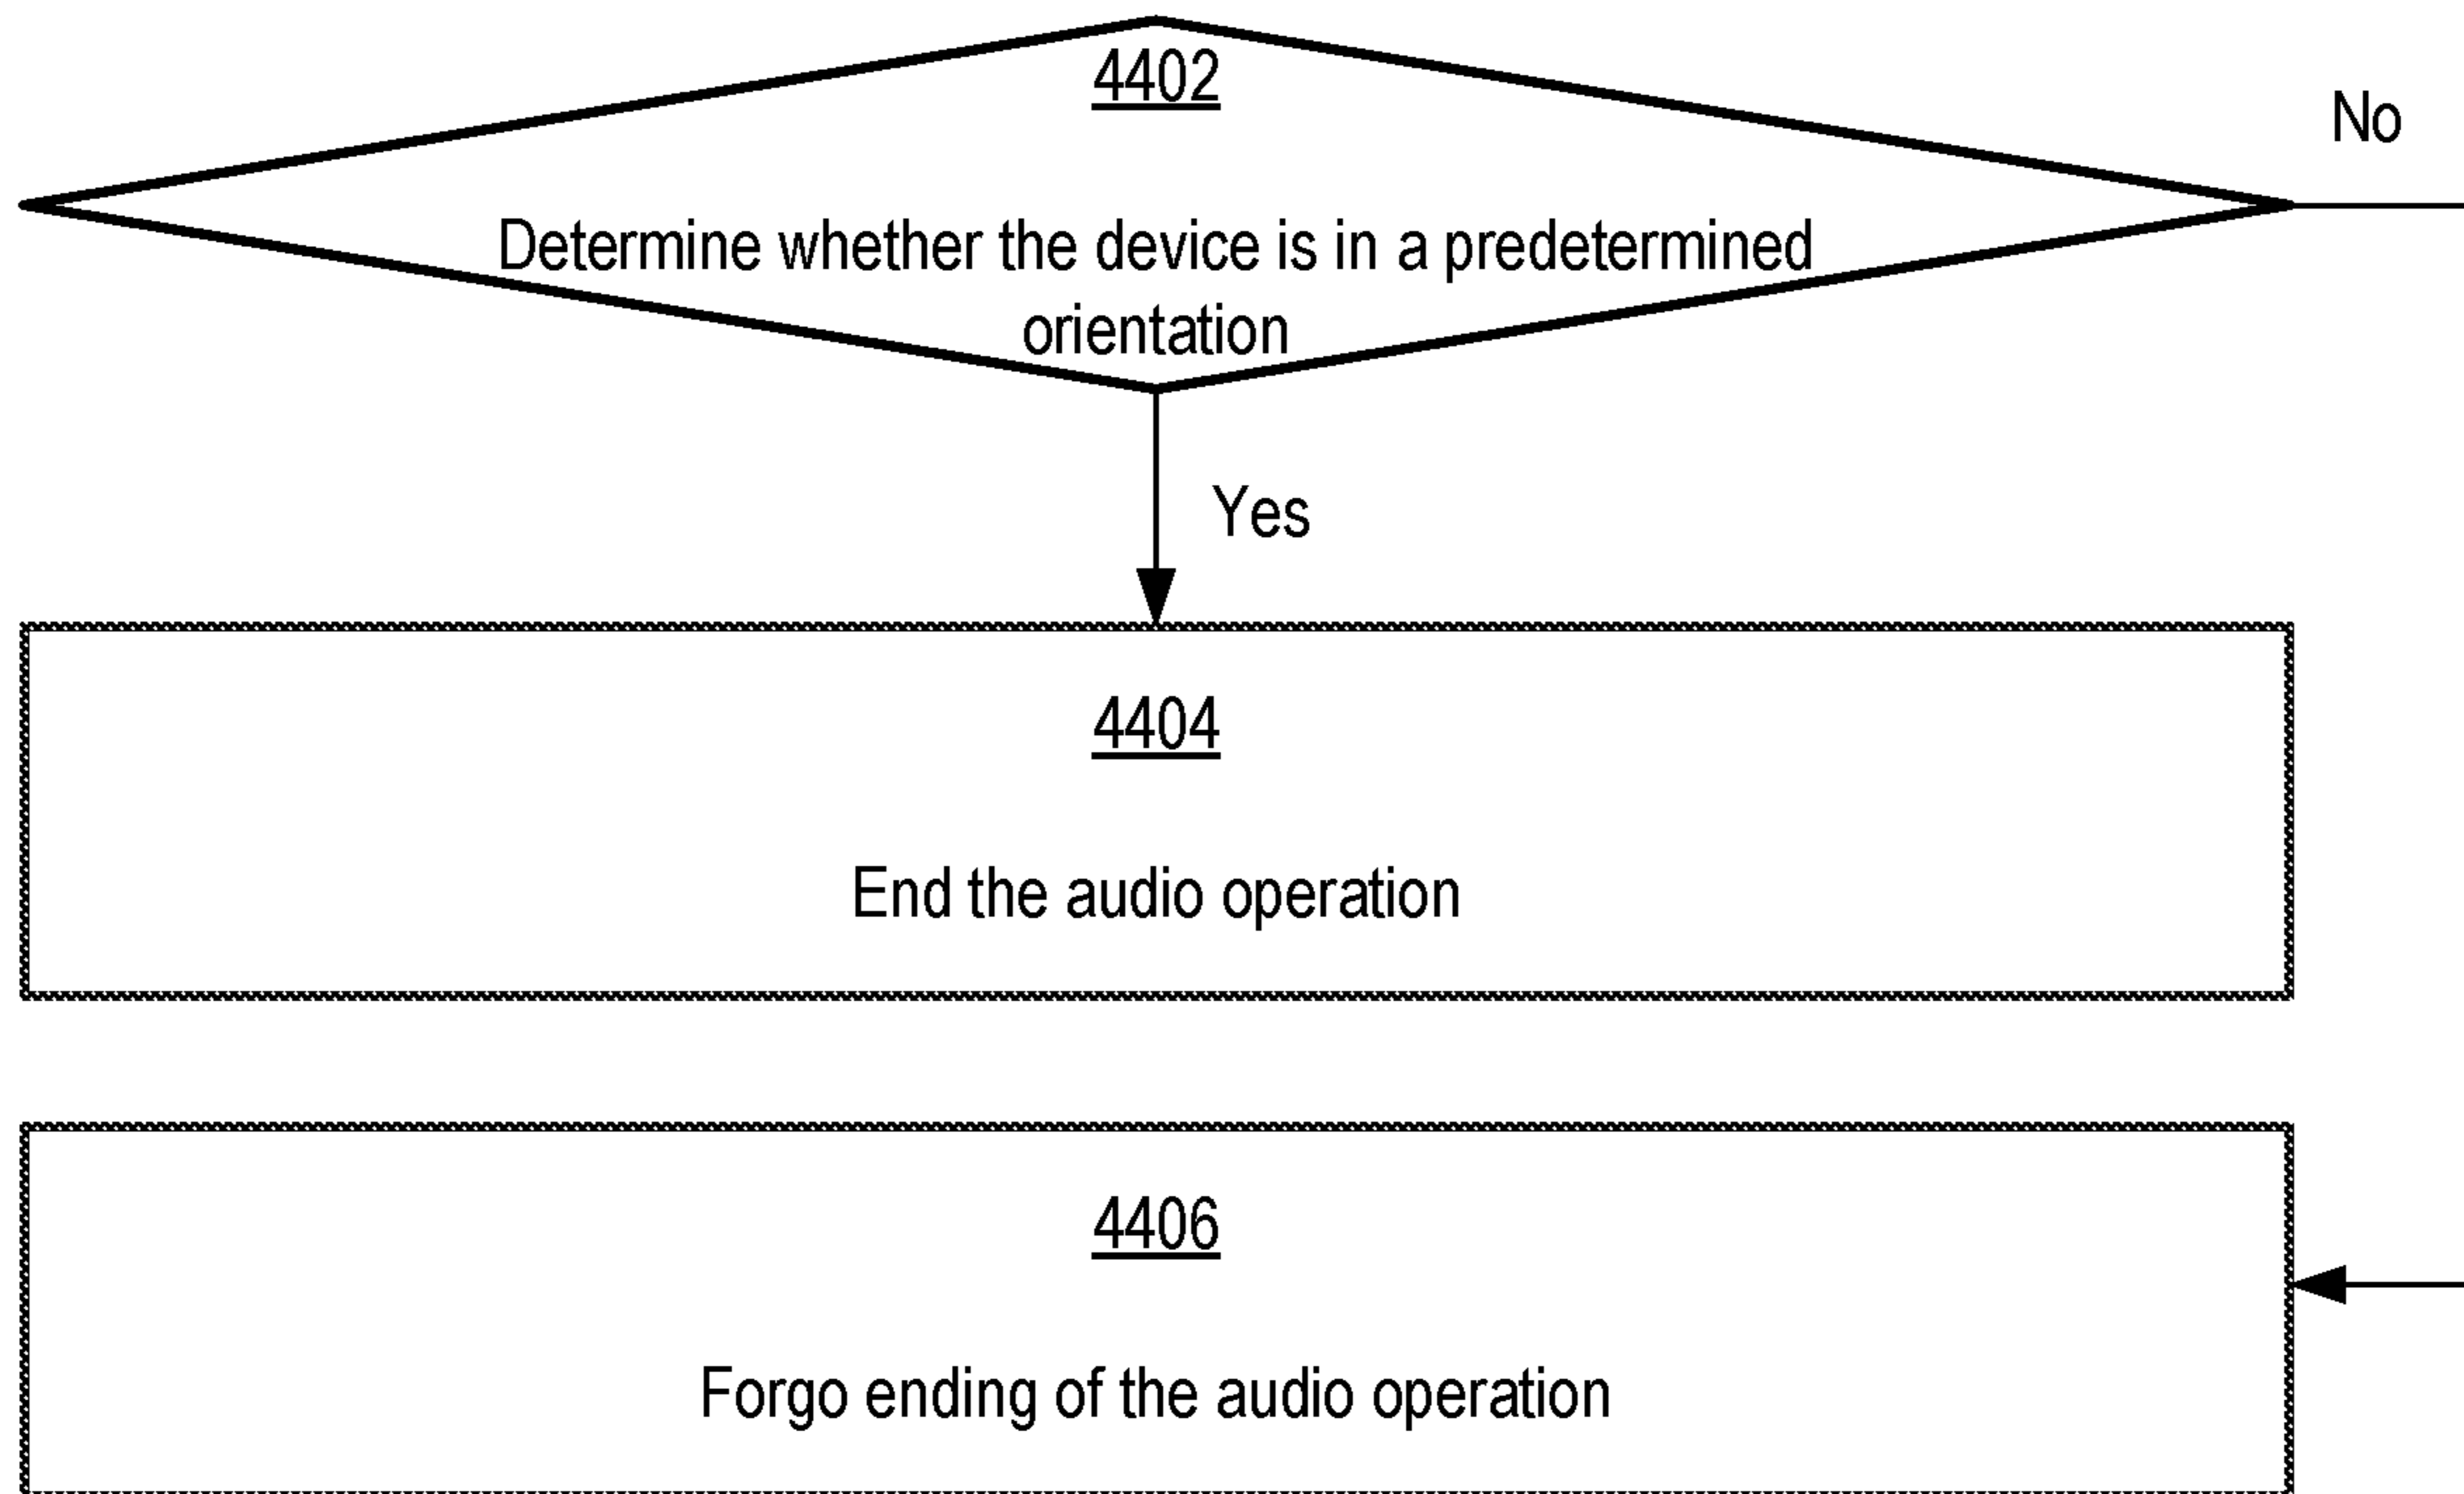 4402
No
Determine whether the device is in a predetermined
orientation
Yes
4404
End the audio operation
4406
Forgo ending of the audio operation